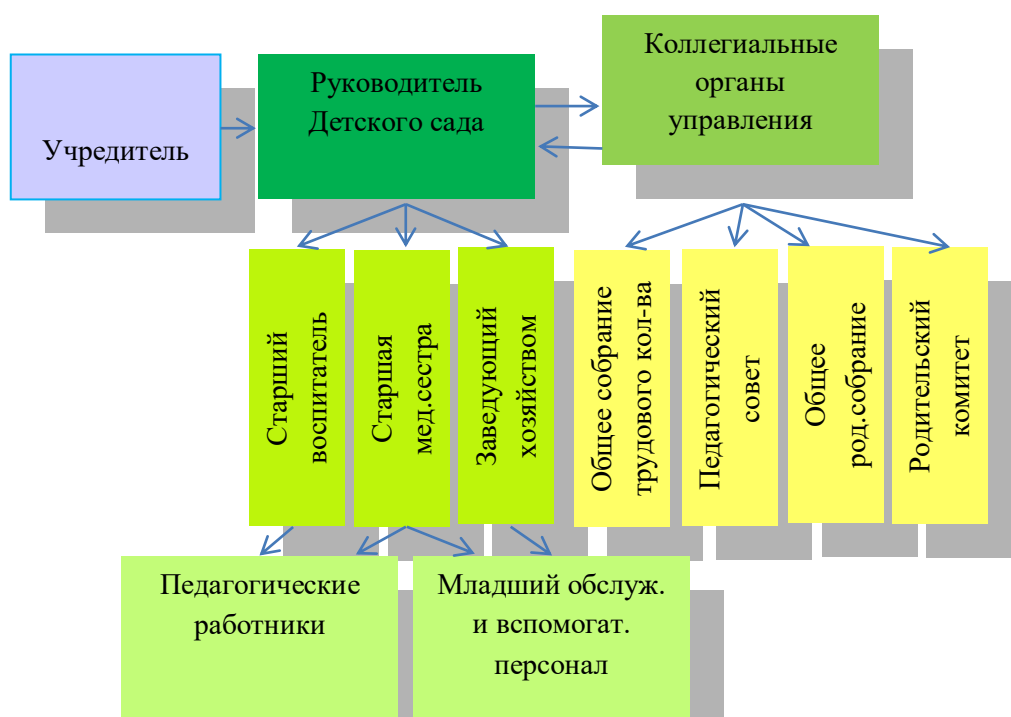 Учредитель
Руководитель
Детского сада
Коллегиальные
органы
управления
Старший
воспитатель
Старшая
мед.сестра
Заведующий
хозяйством
Общее собрание
трудового кол-ва
Педагогический
совет
Общее
род.собрание
Родительский
комитет
Педагогические
работники
Младший обслуж.
и вспомогат.
персонал